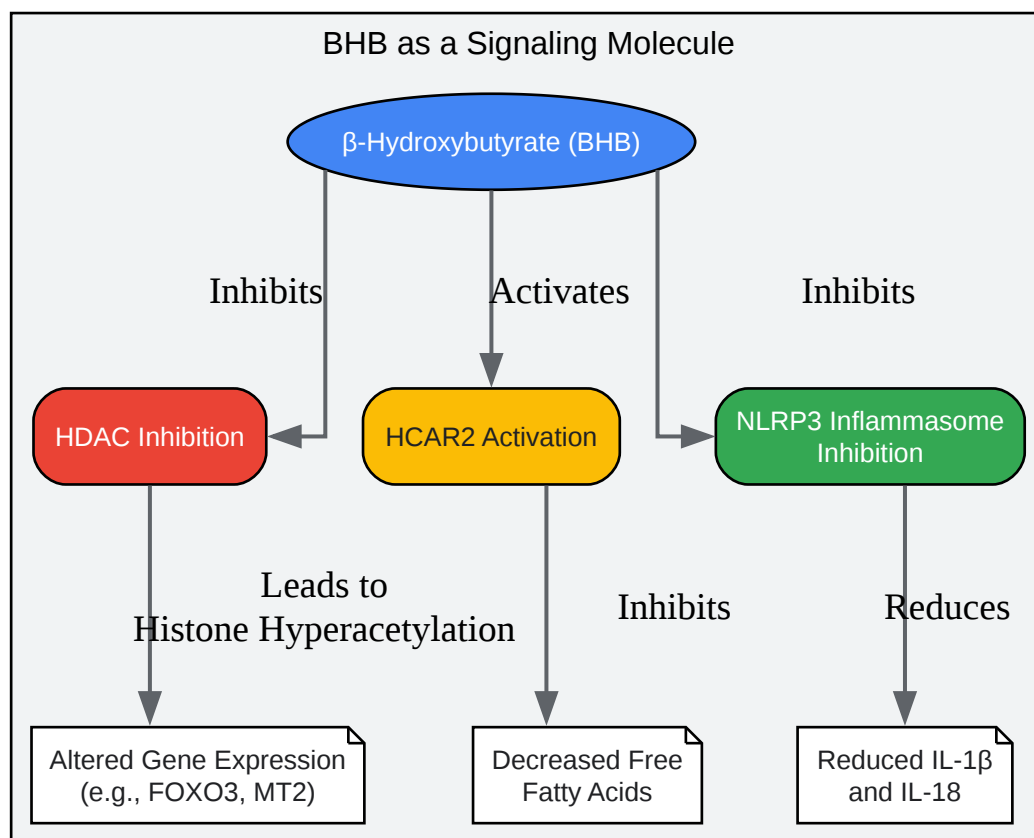 BHB as a Signaling Molecule
β-Hydroxybutyrate (BHB)
Inhibits
Activates
Inhibits
HDAC Inhibition
HCAR2 Activation
NLRP3 Inflammasome
Inhibition
Leads to
Histone Hyperacetylation
Inhibits
Reduces
Altered Gene Expression
(e.g., FOXO3, MT2)
Decreased Free
Fatty Acids
Reduced IL-1β
and IL-18